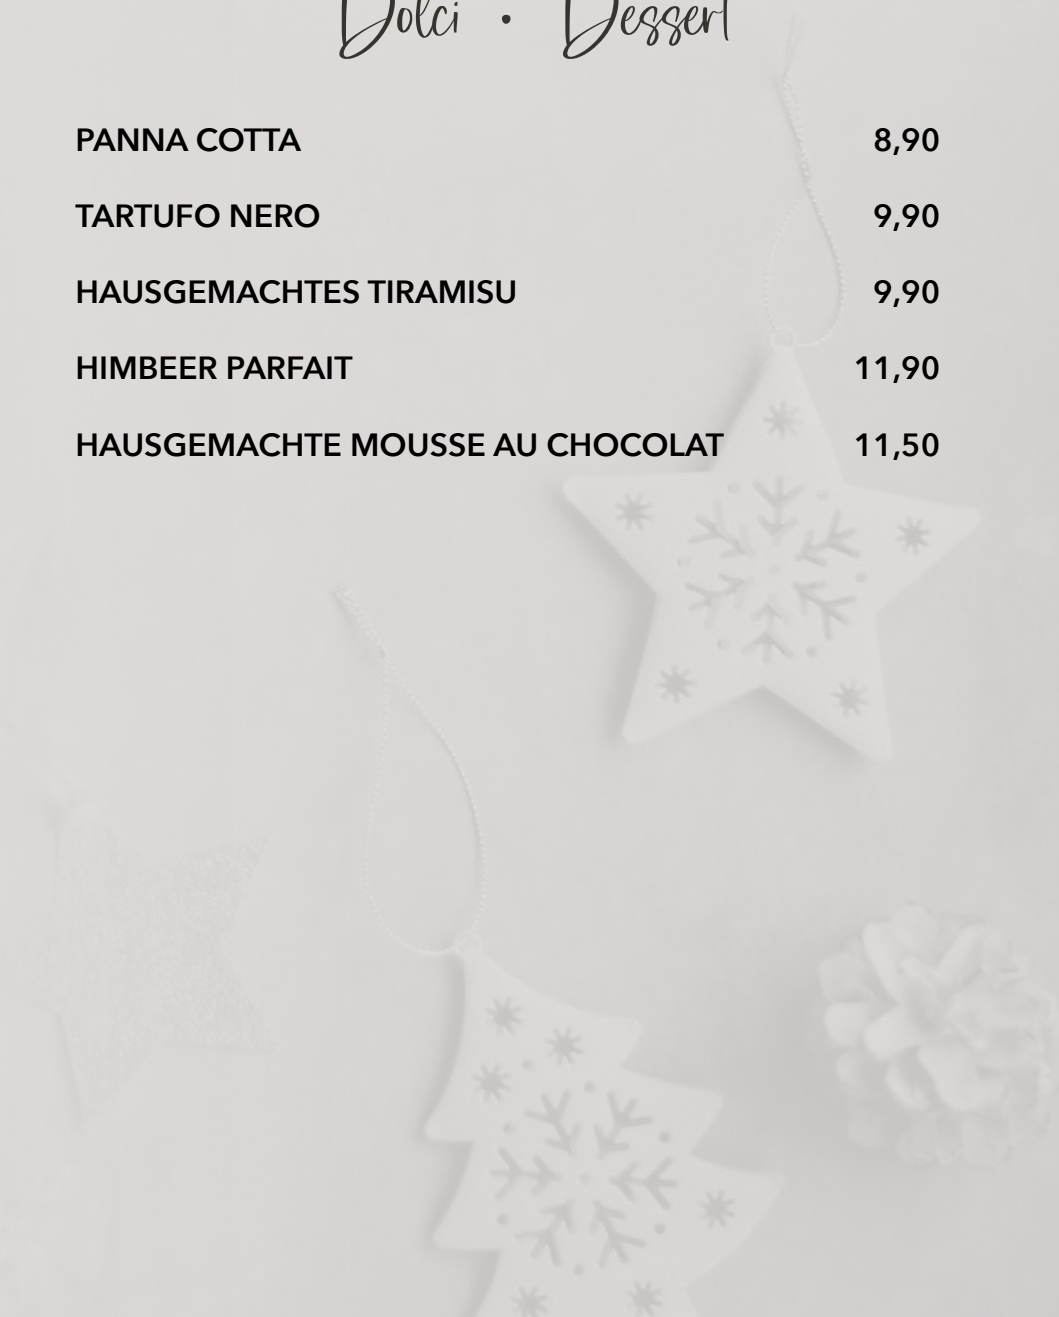 Dolci • Dessert
PANNA COTTA 8,90
TARTUFO NERO 9,90
HAUSGEMACHTES TIRAMISU 9,90
HIMBEER PARFAIT 11,90
HAUSGEMACHTE MOUSSE AU CHOCOLAT 11,50